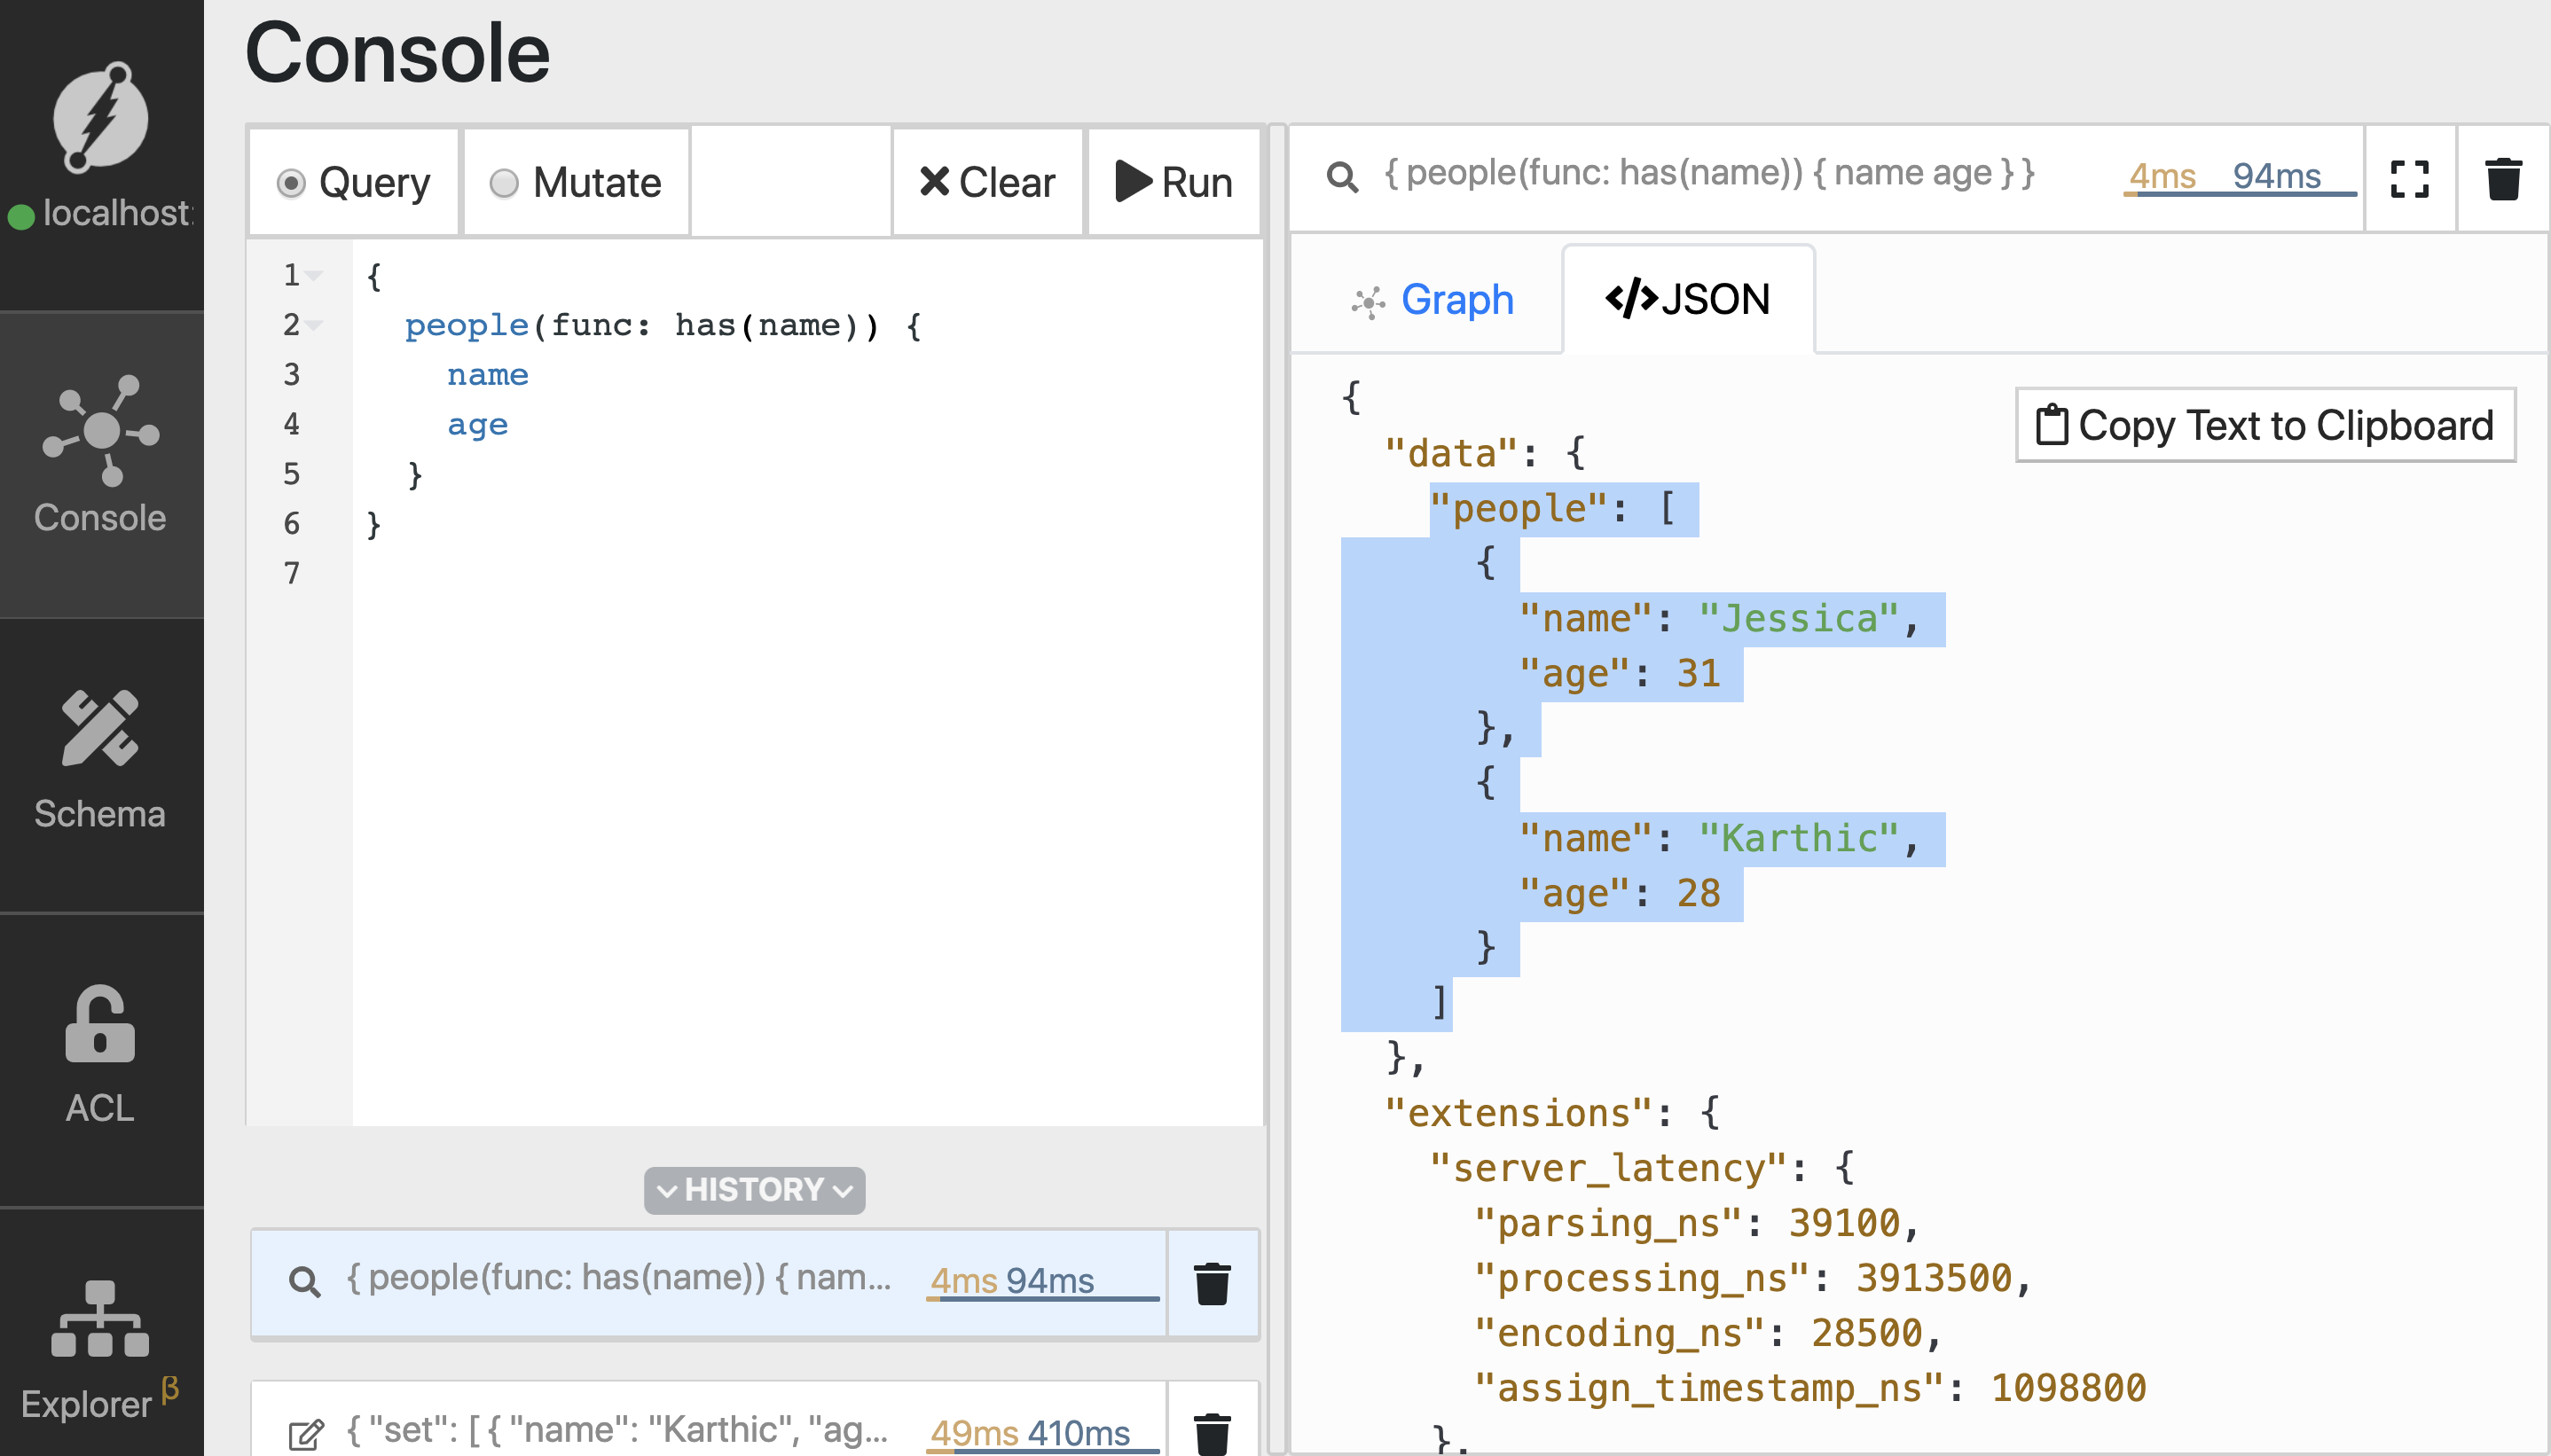 Console
localhost:
Console
Schema
ACL
Explorer β
Query Mutate Clear Run
1 {
2 people(func: has(name)) {
3 name
4 age
5 }
6 }
7
HISTORY
{ people(func: has(name)) { nam... 4ms 94ms
{ "set": [ { "name": "Karthic", "ag... 49ms 410ms
{ people(func: has(name)) { name age } } 4ms 94ms
Graph </>JSON
Copy Text to Clipboard
{
"data": {
"people": [
{
"name": "Jessica",
"age": 31
},
{
"name": "Karthic",
"age": 28
}
]
},
"extensions": {
"server_latency": {
"parsing_ns": 39100,
"processing_ns": 3913500,
"encoding_ns": 28500,
"assign_timestamp_ns": 1098800
},